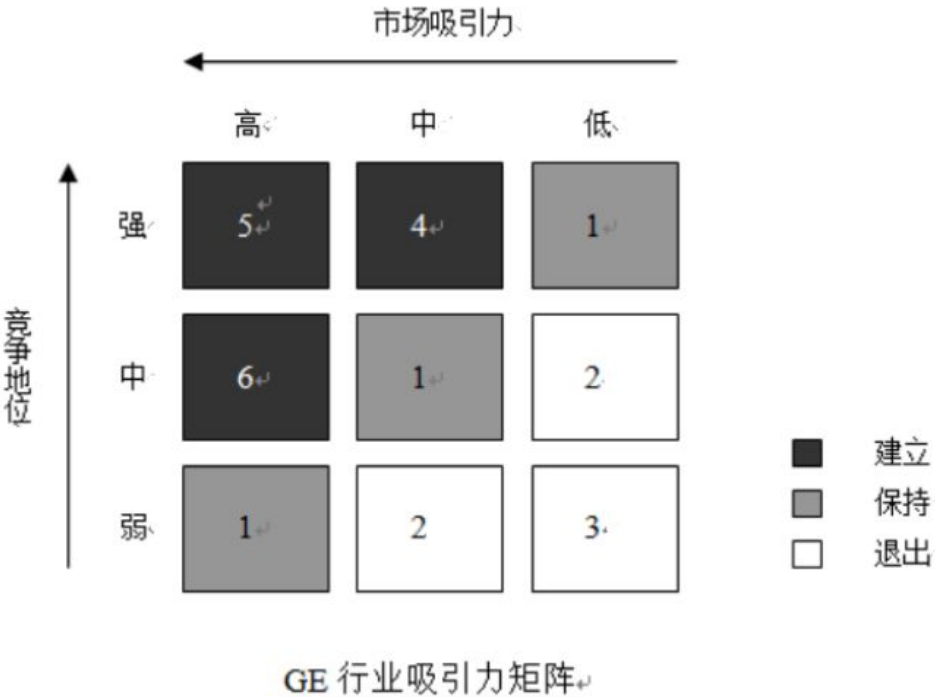 市场吸引力
高 中 低
强 5 4 1
中 6 1 2
弱 1 2 3
竞争地位
建立
保持
退出
GE 行业吸引力矩阵